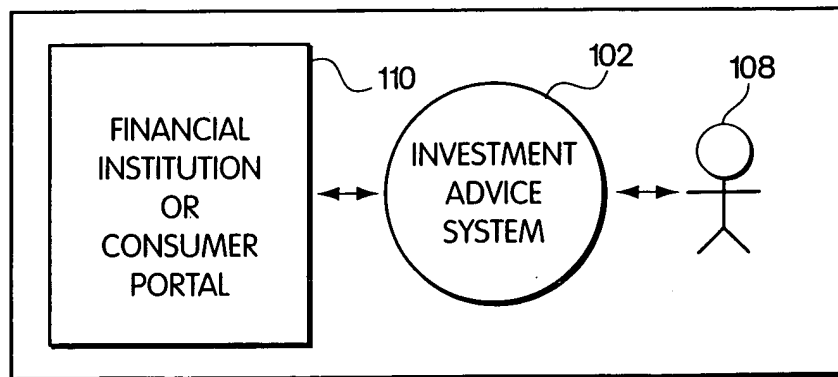 110
FINANCIAL
INSTITUTION
OR
CONSUMER
PORTAL
102
INVESTMENT
ADVICE
SYSTEM
108